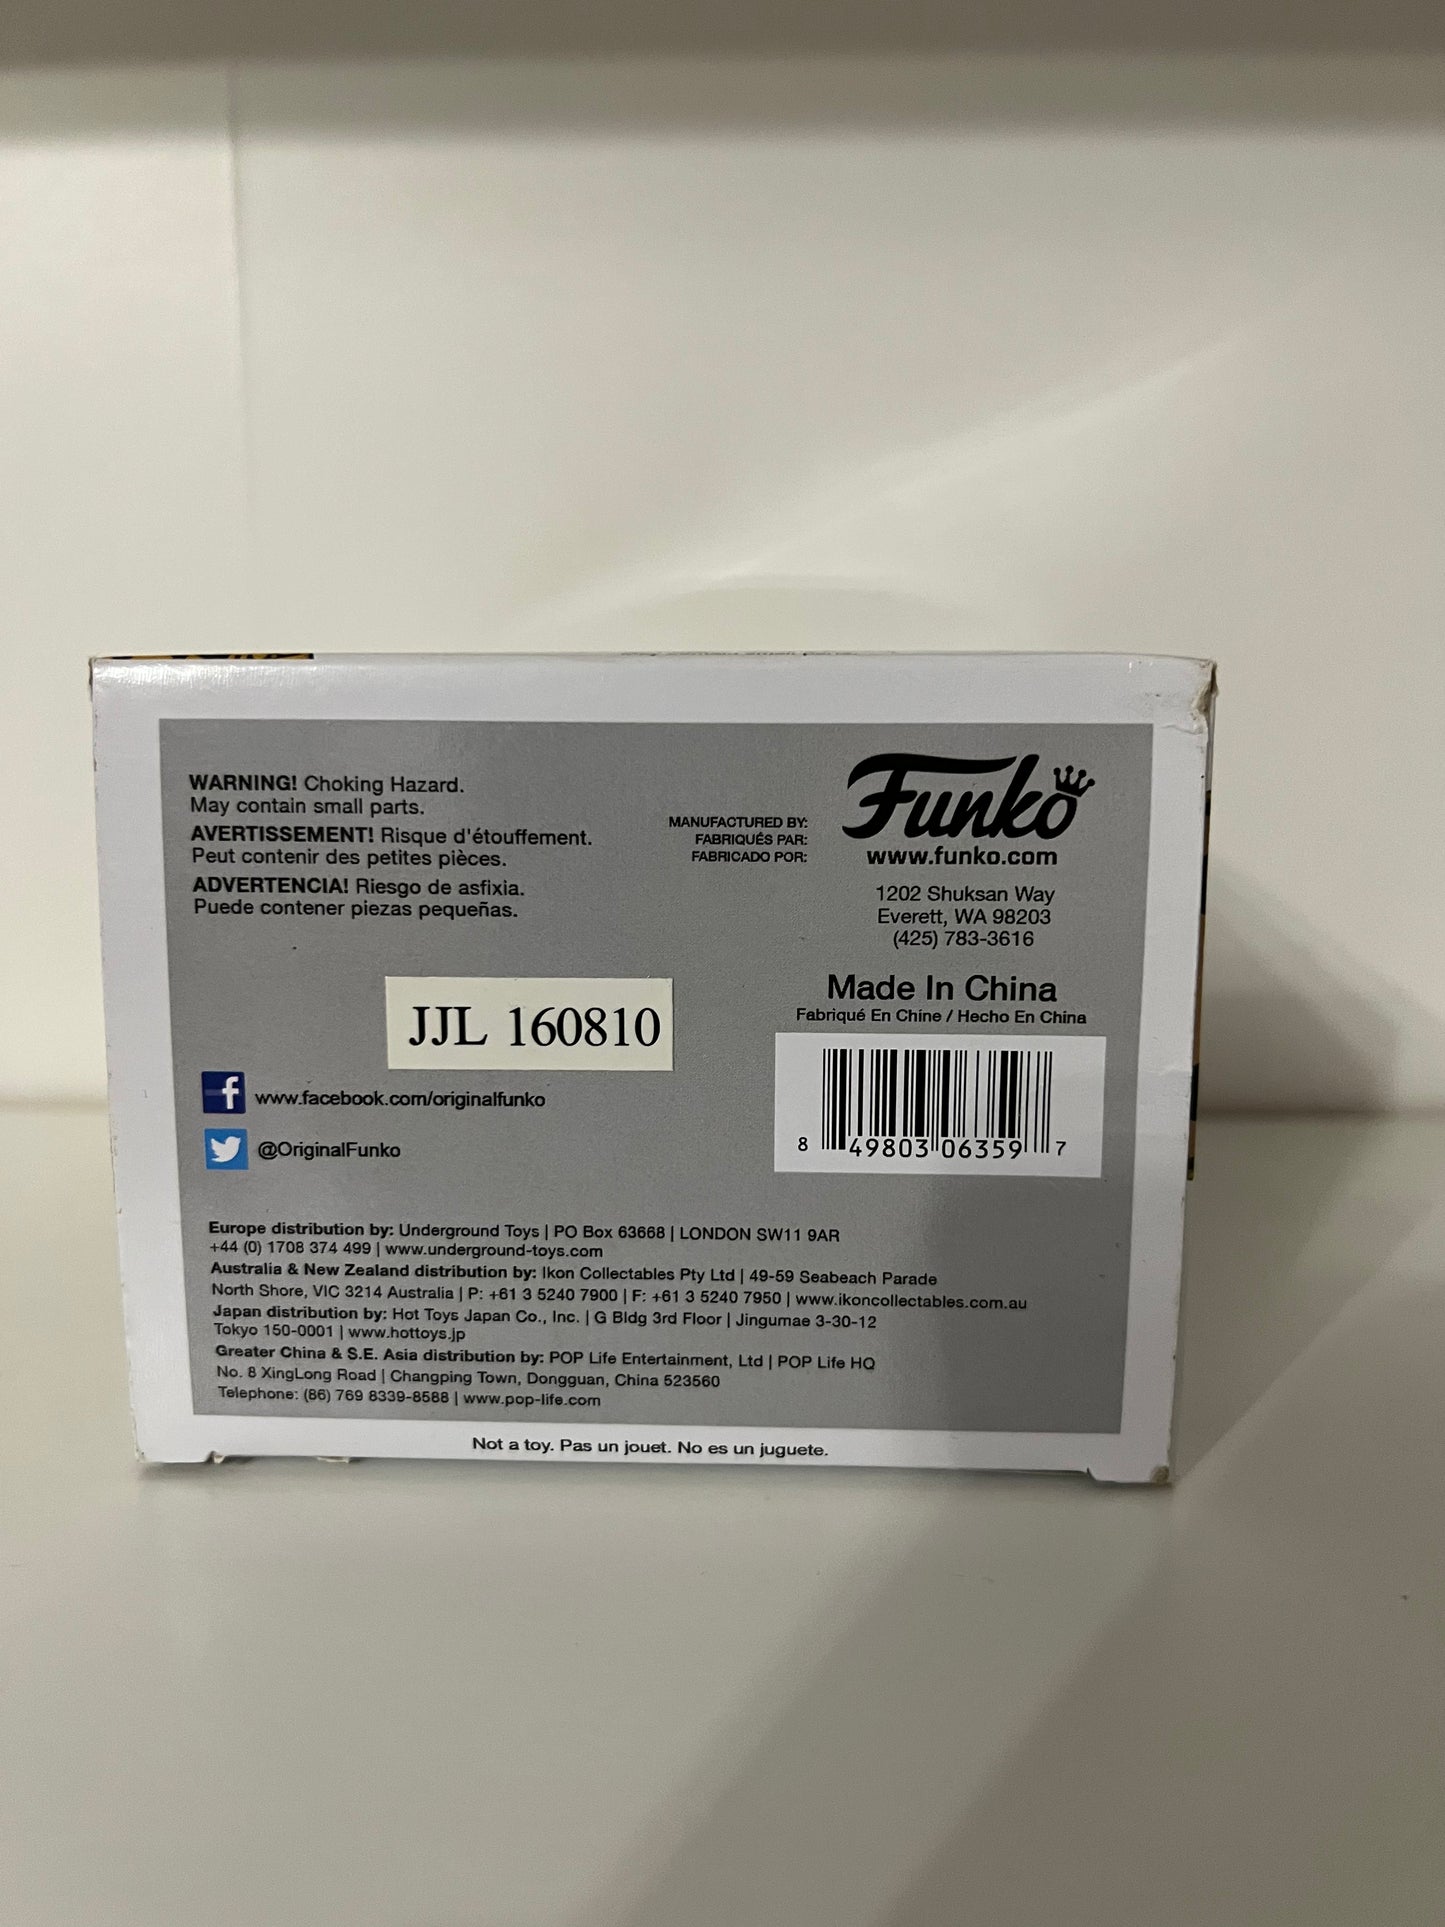 WARNING! Choking Hazard.
May contain small parts.
AVERTISSEMENT! Risque d'étouffement.
Peut contenir des petites pièces.
ADVERTENCIA! Riesgo de asfixia.
Puede contener piezas pequeñas.
MANUFACTURED BY:
FABRIQUÉS PAR:
FABRICADO POR:
Funko
www.funko.com
1202 Shuksan Way
Everett, WA 98203
(425) 783-3616
Made In China
Fabriqué En Chine / Hecho En China
JJL 160810
8 49803 06359 7
f www.facebook.com/originalfunko
@OriginalFunko
Europe distribution by: Underground Toys | PO Box 63668 | LONDON SW11 9AR
+44 (0) 1708 374 499 | www.underground-toys.com
Australia & New Zealand distribution by: Ikon Collectables Pty Ltd | 49-59 Seabeach Parade
North Shore, VIC 3214 Australia | P: +61 3 5240 7900 | F: +61 3 5240 7950 | www.ikoncollectables.com.au
Japan distribution by: Hot Toys Japan Co., Inc. | G Bldg 3rd Floor | Jingumae 3-30-12
Tokyo 150-0001 | www.hottoys.jp
Greater China & S.E. Asia distribution by: POP Life Entertainment, Ltd | POP Life HQ
No. 8 XingLong Road | Changping Town, Dongguan, China 523560
Telephone: (86) 769 8339-8588 | www.pop-life.com
Not a toy. Pas un jouet. No es un juguete.